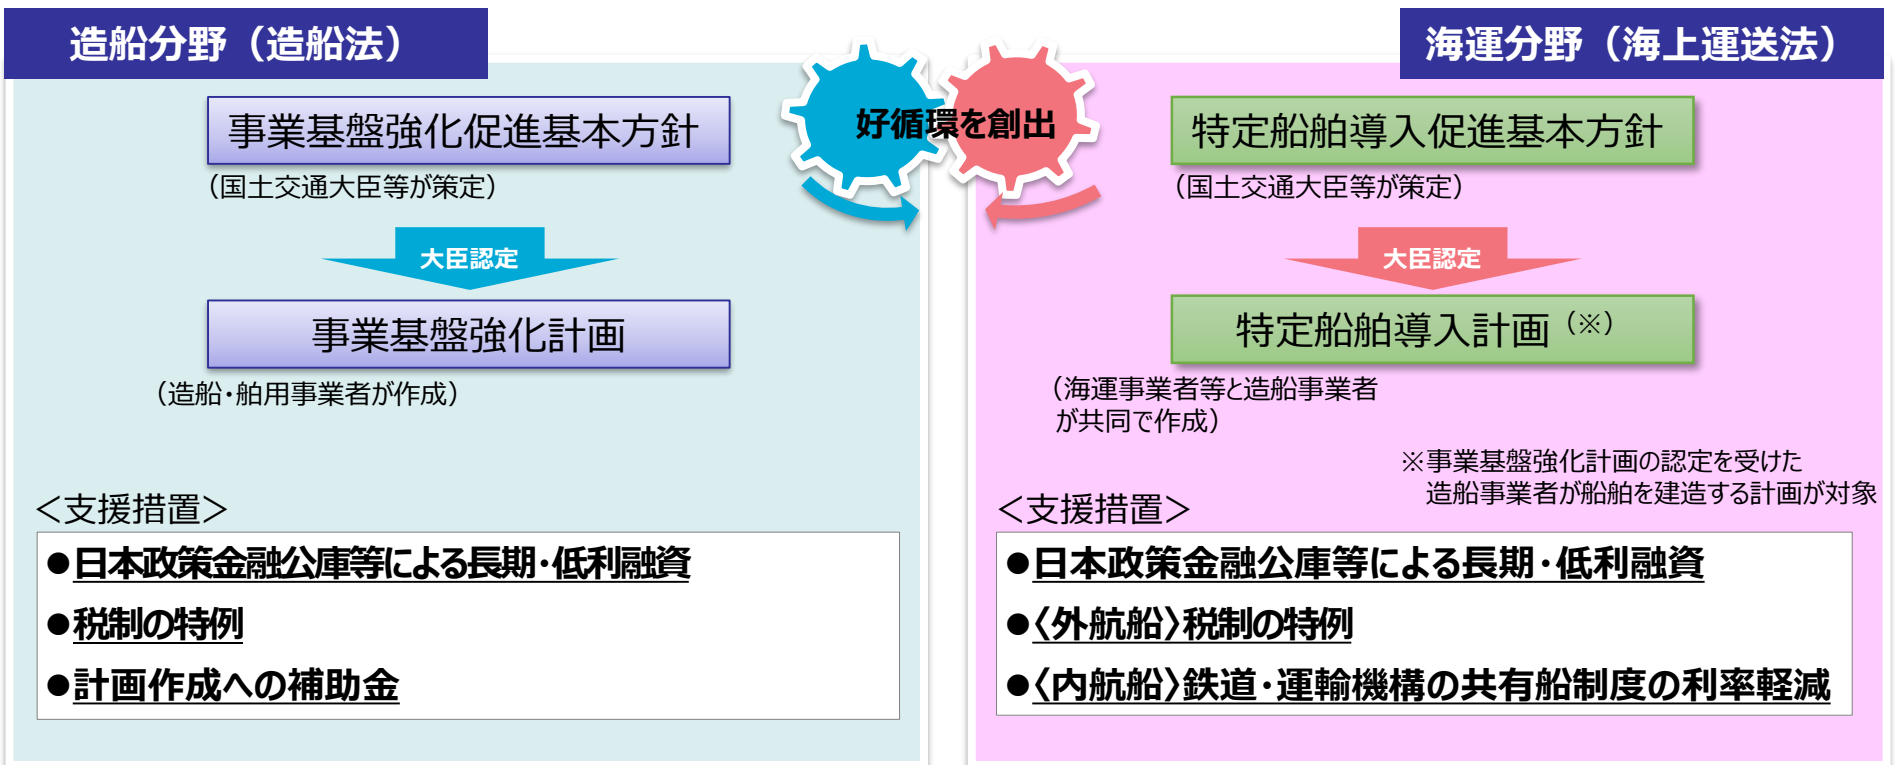 造船分野（造船法）
事業基盤強化促進基本方針
（国土交通大臣等が策定）
大臣認定
事業基盤強化計画
（造船・舶用事業者が作成）
＜支援措置＞
●日本政策金融公庫等による長期・低利融資
●税制の特例
●計画作成への補助金
好循環を創出
海運分野（海上運送法）
特定船舶導入促進基本方針
（国土交通大臣等が策定）
大臣認定
特定船舶導入計画（※）
（海運事業者等と造船事業者
が共同で作成）
※事業基盤強化計画の認定を受けた
造船事業者が船舶を建造する計画が対象
＜支援措置＞
●日本政策金融公庫等による長期・低利融資
●〈外航船〉税制の特例
●〈内航船〉鉄道・運輸機構の共有船制度の利率軽減